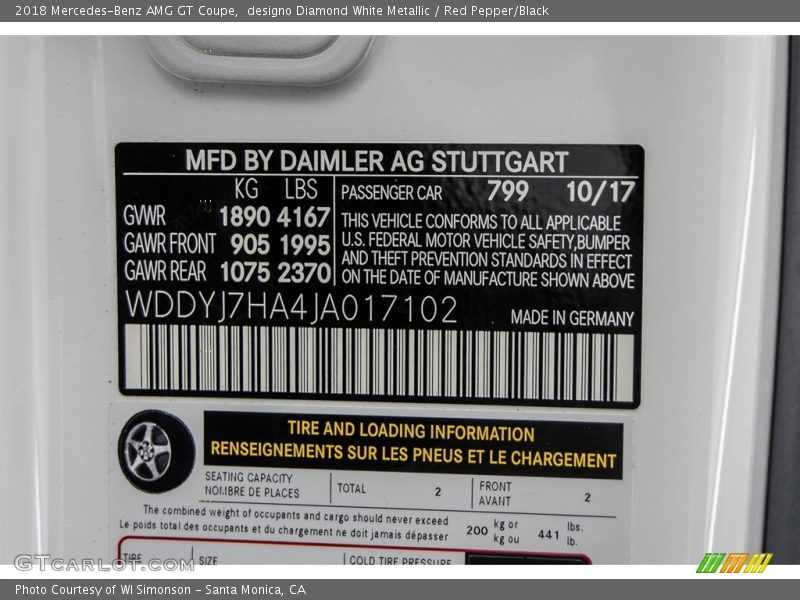 2018 Mercedes-Benz AMG GT Coupe,  designo Diamond White Metallic / Red Pepper/Black
MFD BY DAIMLER AG STUTTGART
KG LBS
GVWR 1890 4167
GAWR FRONT 905 1995
GAWR REAR 1075 2370
PASSENGER CAR 799 10/17
THIS VEHICLE CONFORMS TO ALL APPLICABLE
U.S. FEDERAL MOTOR VEHICLE SAFETY,BUMPER
AND THEFT PREVENTION STANDARDS IN EFFECT
ON THE DATE OF MANUFACTURE SHOWN ABOVE
WDDYJ7HA4JA017102
MADE IN GERMANY
TIRE AND LOADING INFORMATION
RENSEIGNEMENTS SUR LES PNEUS ET LE CHARGEMENT
SEATING CAPACITY
NOMBRE DE PLACES
TOTAL 2
FRONT
AVANT
2
The combined weight of occupants and cargo should never exceed
Le poids total des occupants et du chargement ne doit jamais dépasser
200 kg or
kg ou
441 lbs.
lb.
TIRE SIZE COLD TIRE PRESSURE
GTCarLot.com
Photo Courtesy of WI Simonson - Santa Monica, CA